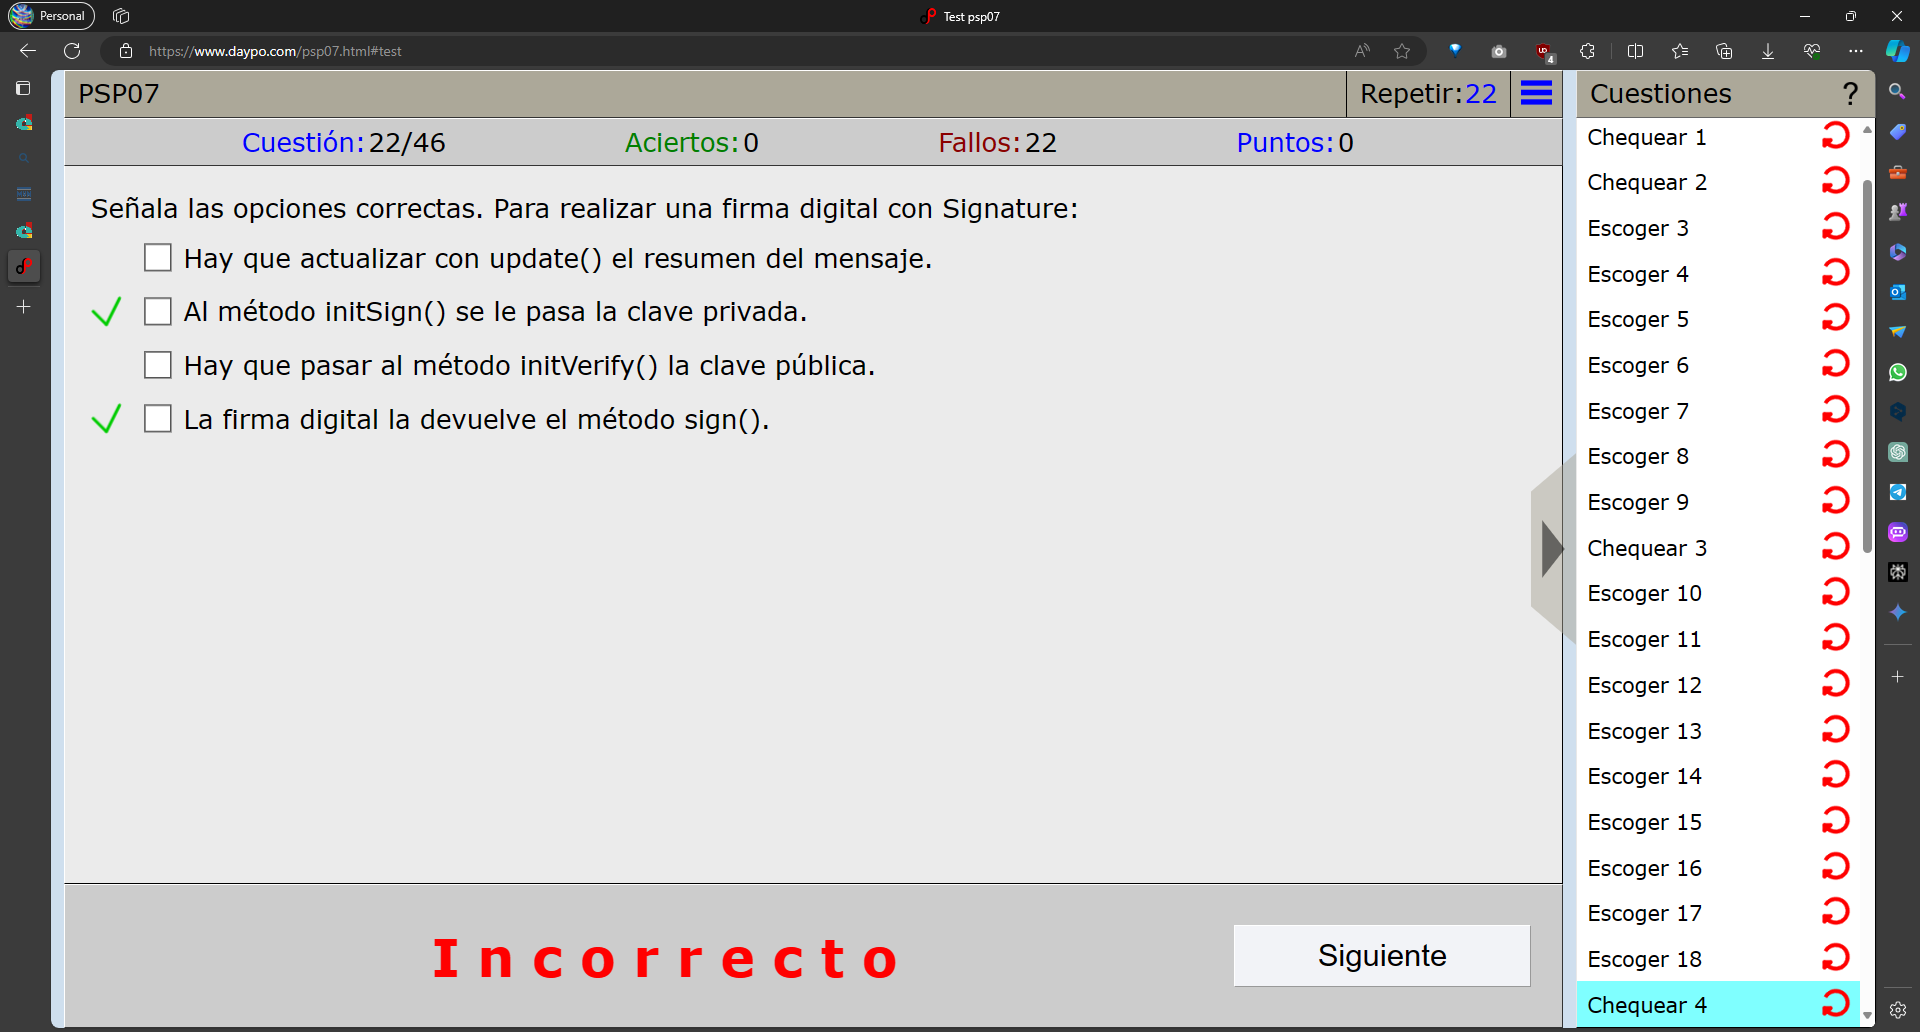 Personal
Test psp07
https://www.daypo.com/psp07.html#test
4
PSP07
Repetir:22
Cuestiones
?
Cuestión:22/46
Aciertos:0
Fallos:22
Puntos:0
Señala las opciones correctas. Para realizar una firma digital con Signature:
Hay que actualizar con update() el resumen del mensaje.
Al método initSign() se le pasa la clave privada.
Hay que pasar al método initVerify() la clave pública.
La firma digital la devuelve el método sign().
Incorrecto
Siguiente
Chequear 1
Chequear 2
Escoger 3
Escoger 4
Escoger 5
Escoger 6
Escoger 7
Escoger 8
Escoger 9
Chequear 3
Escoger 10
Escoger 11
Escoger 12
Escoger 13
Escoger 14
Escoger 15
Escoger 16
Escoger 17
Escoger 18
Chequear 4